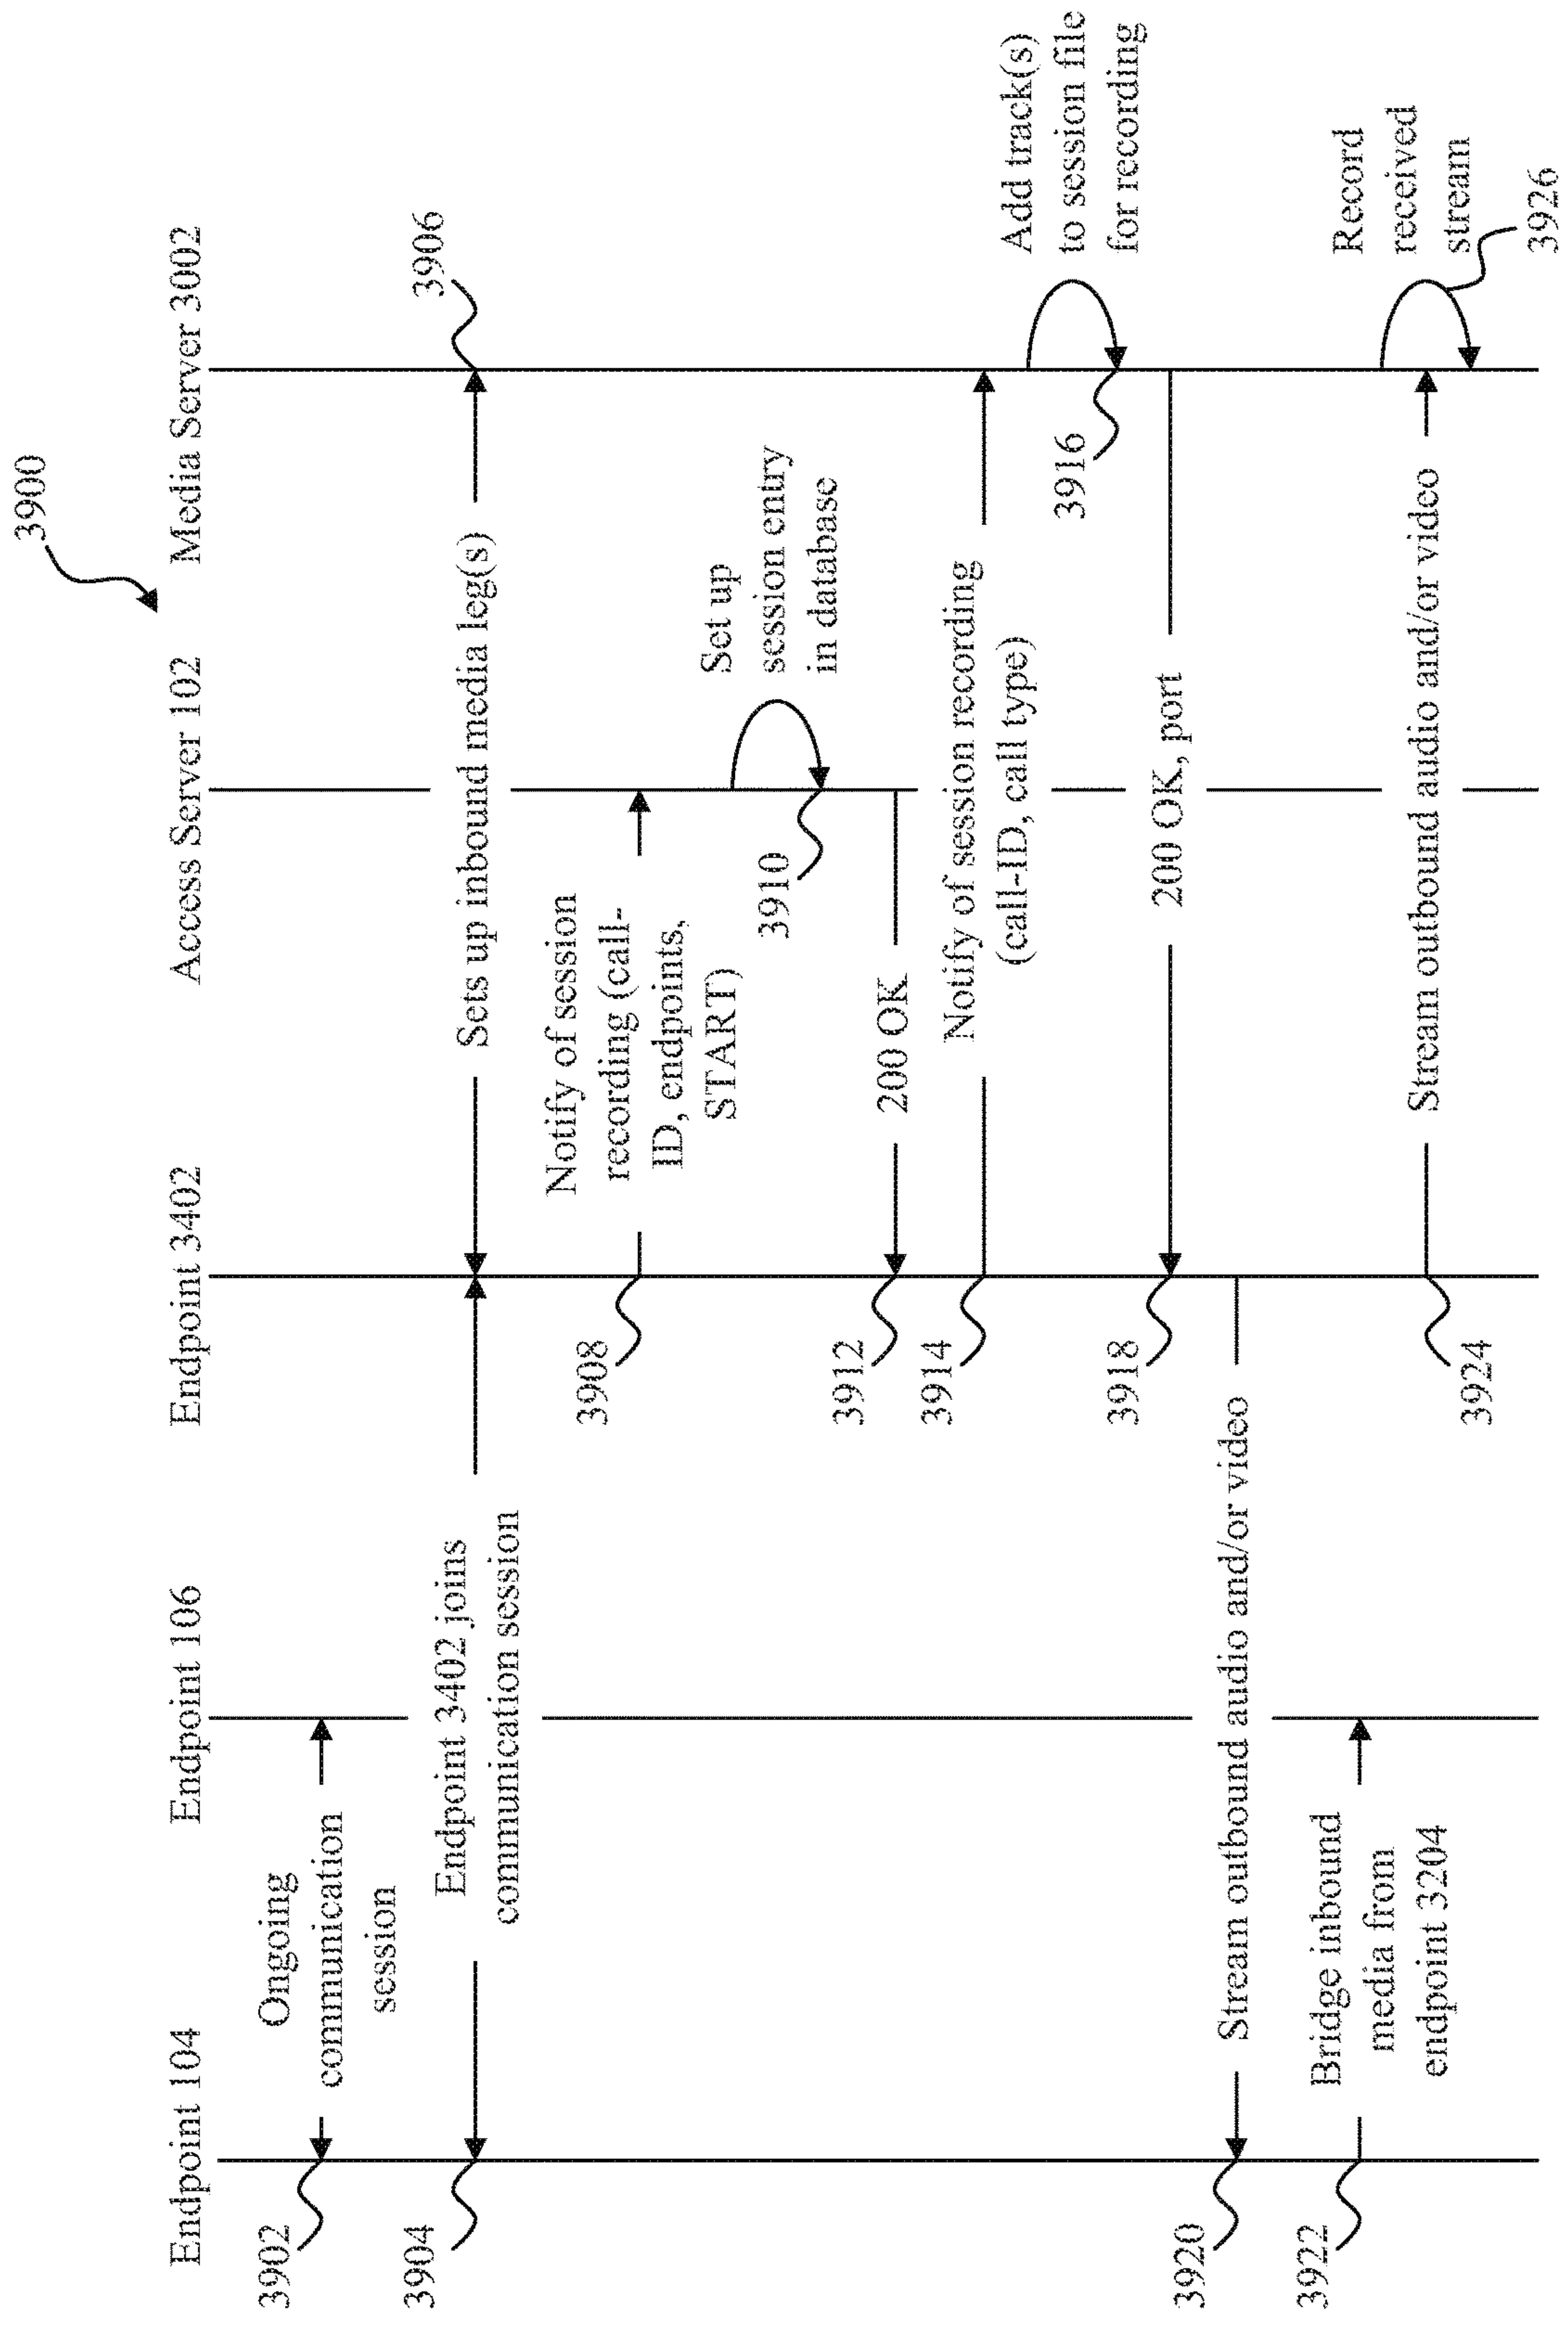 3900
Endpoint 104
Endpoint 106
Endpoint 3402
Access Server 102
Media Server 3002
3902
Ongoing
communication
session
3904
Endpoint 3402 joins
communication session
Sets up inbound media leg(s)
3906
3908
Notify of session
recording (call-
ID, endpoints,
START)
Set up
session entry
in database
3910
3912
200 OK
3914
Notify of session recording
(call-ID, call type)
Add track(s)
to session file
for recording
3916
3918
200 OK, port
3920
Stream outbound audio and/or video
3922
Bridge inbound
media from
endpoint 3204
3924
Stream outbound audio and/or video
Record
received
stream
3926